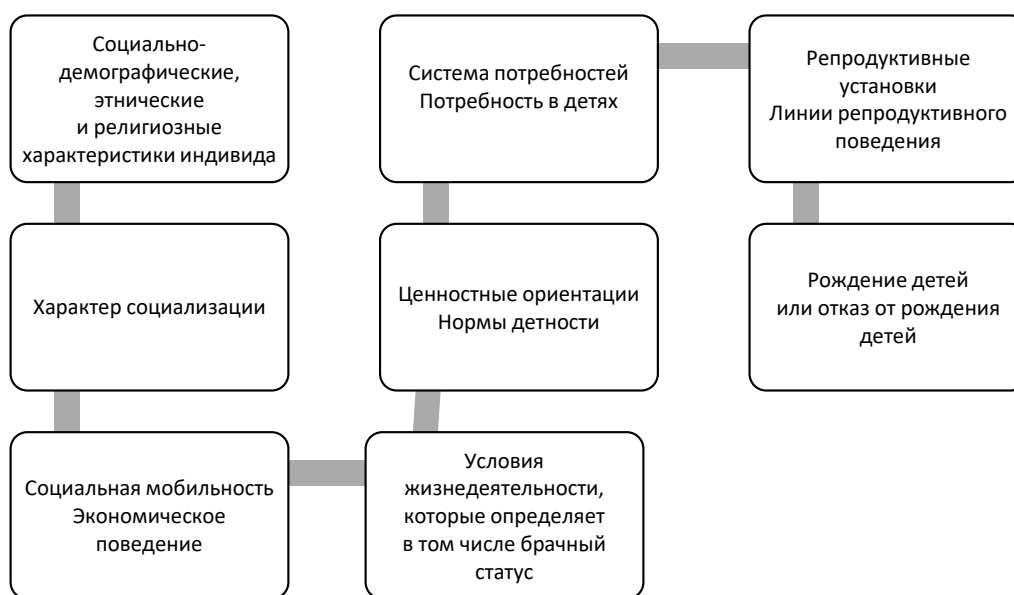 Социально-
демографические,
этнические
и религиозные
характеристики индивида
Характер социализации
Социальная мобильность
Экономическое
поведение
Условия
жизнедеятельности,
которые определяет
в том числе брачный
статус
Ценностные ориентации
Нормы детности
Система потребностей
Потребность в детях
Репродуктивные
установки
Линии репродуктивного
поведения
Рождение детей
или отказ от рождения
детей